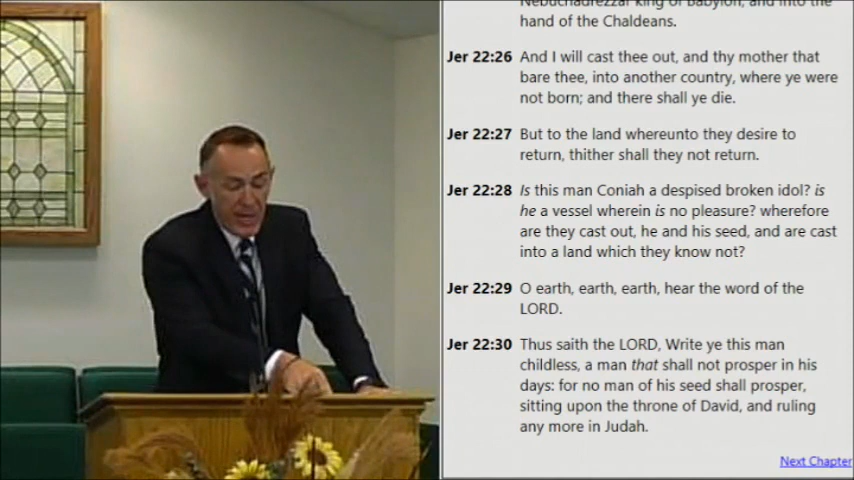 Nebuchadrezzar king of Babylon, and into the
hand of the Chaldeans.
Jer 22:26 And I will cast thee out, and thy mother that
bare thee, into another country, where ye were
not born; and there shall ye die.
Jer 22:27 But to the land whereunto they desire to
return, thither shall they not return.
Jer 22:28 Is this man Coniah a despised broken idol? is
he a vessel wherein is no pleasure? wherefore
are they cast out, he and his seed, and are cast
into a land which they know not?
Jer 22:29 O earth, earth, earth, hear the word of the
LORD.
Jer 22:30 Thus saith the LORD, Write ye this man
childless, a man that shall not prosper in his
days: for no man of his seed shall prosper,
sitting upon the throne of David, and ruling
any more in Judah.
Next Chapter